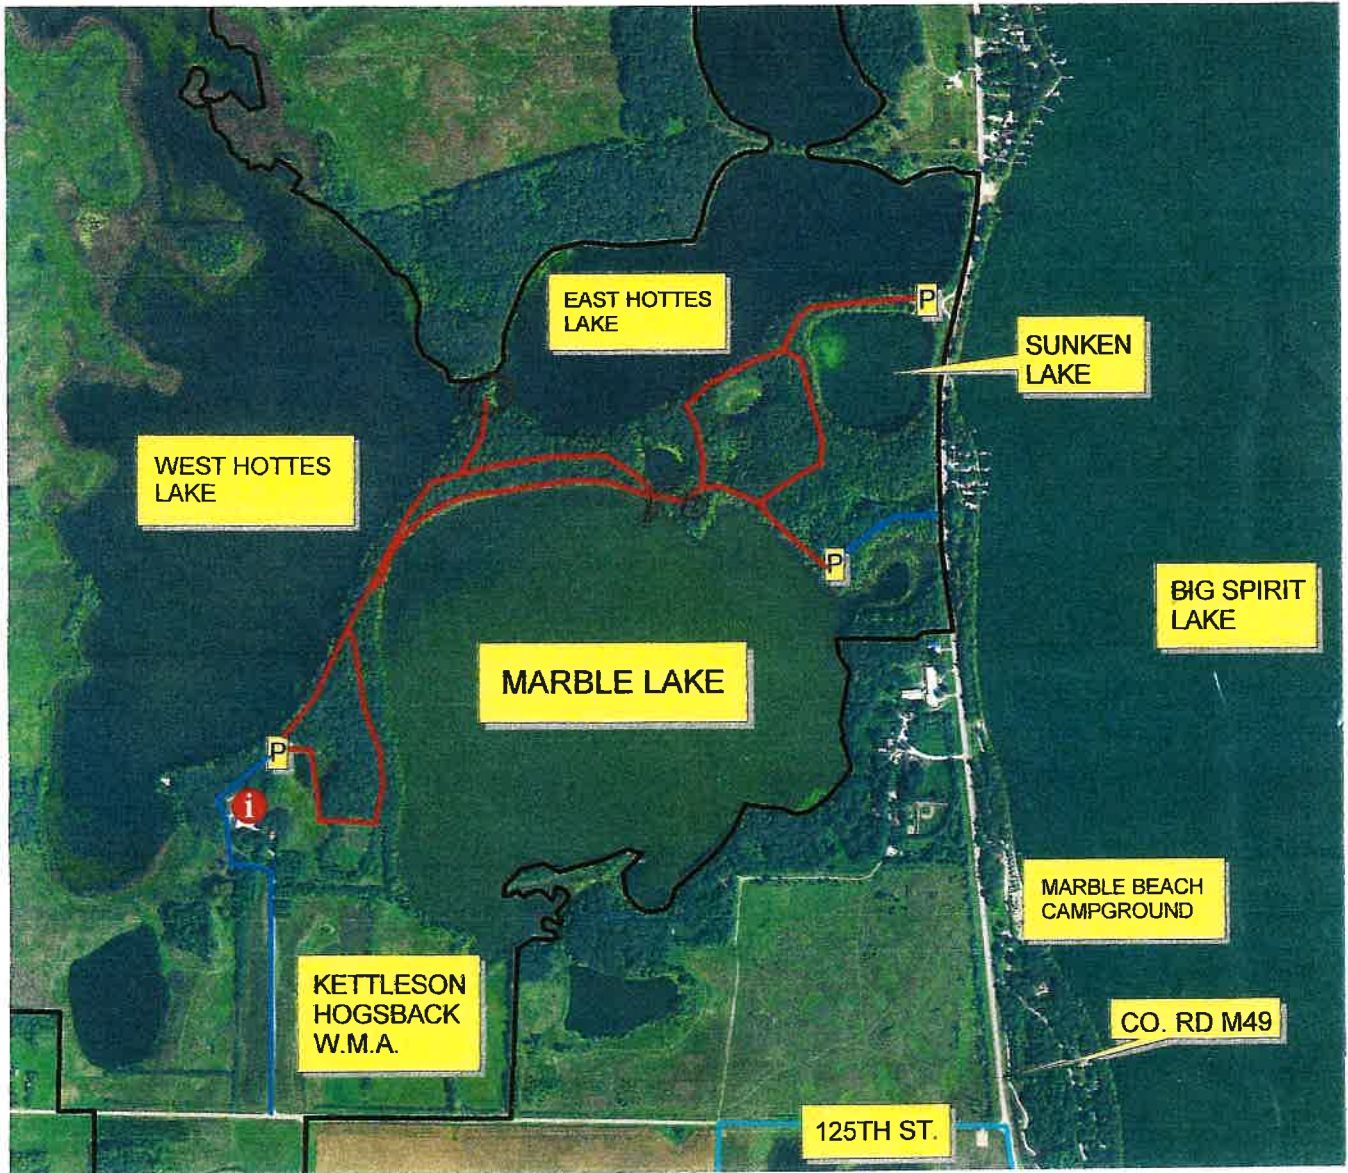 EAST HOTTES
LAKE
P
SUNKEN
LAKE
WEST HOTTES
LAKE
P
BIG SPIRIT
LAKE
MARBLE LAKE
P
i
MARBLE BEACH
CAMPGROUND
KETTLESON
HOGSBACK
W.M.A.
CO. RD M49
125TH ST.